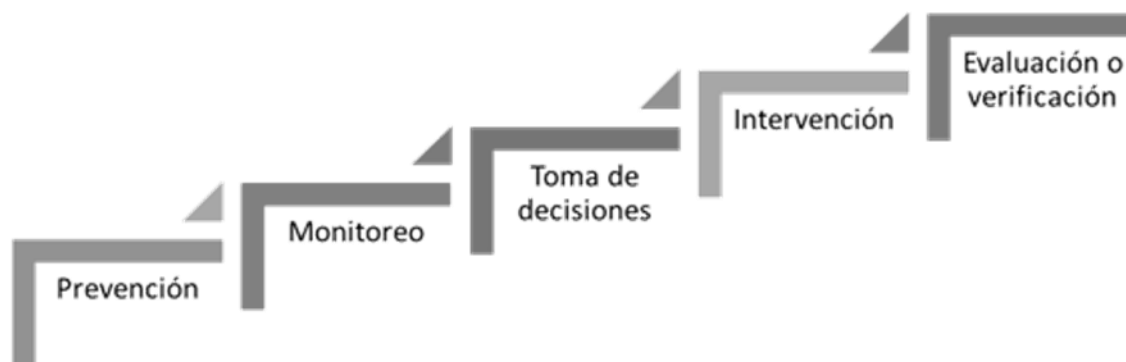 Prevención
Monitoreo
Toma de
decisiones
Intervención
Evaluación o
verificación